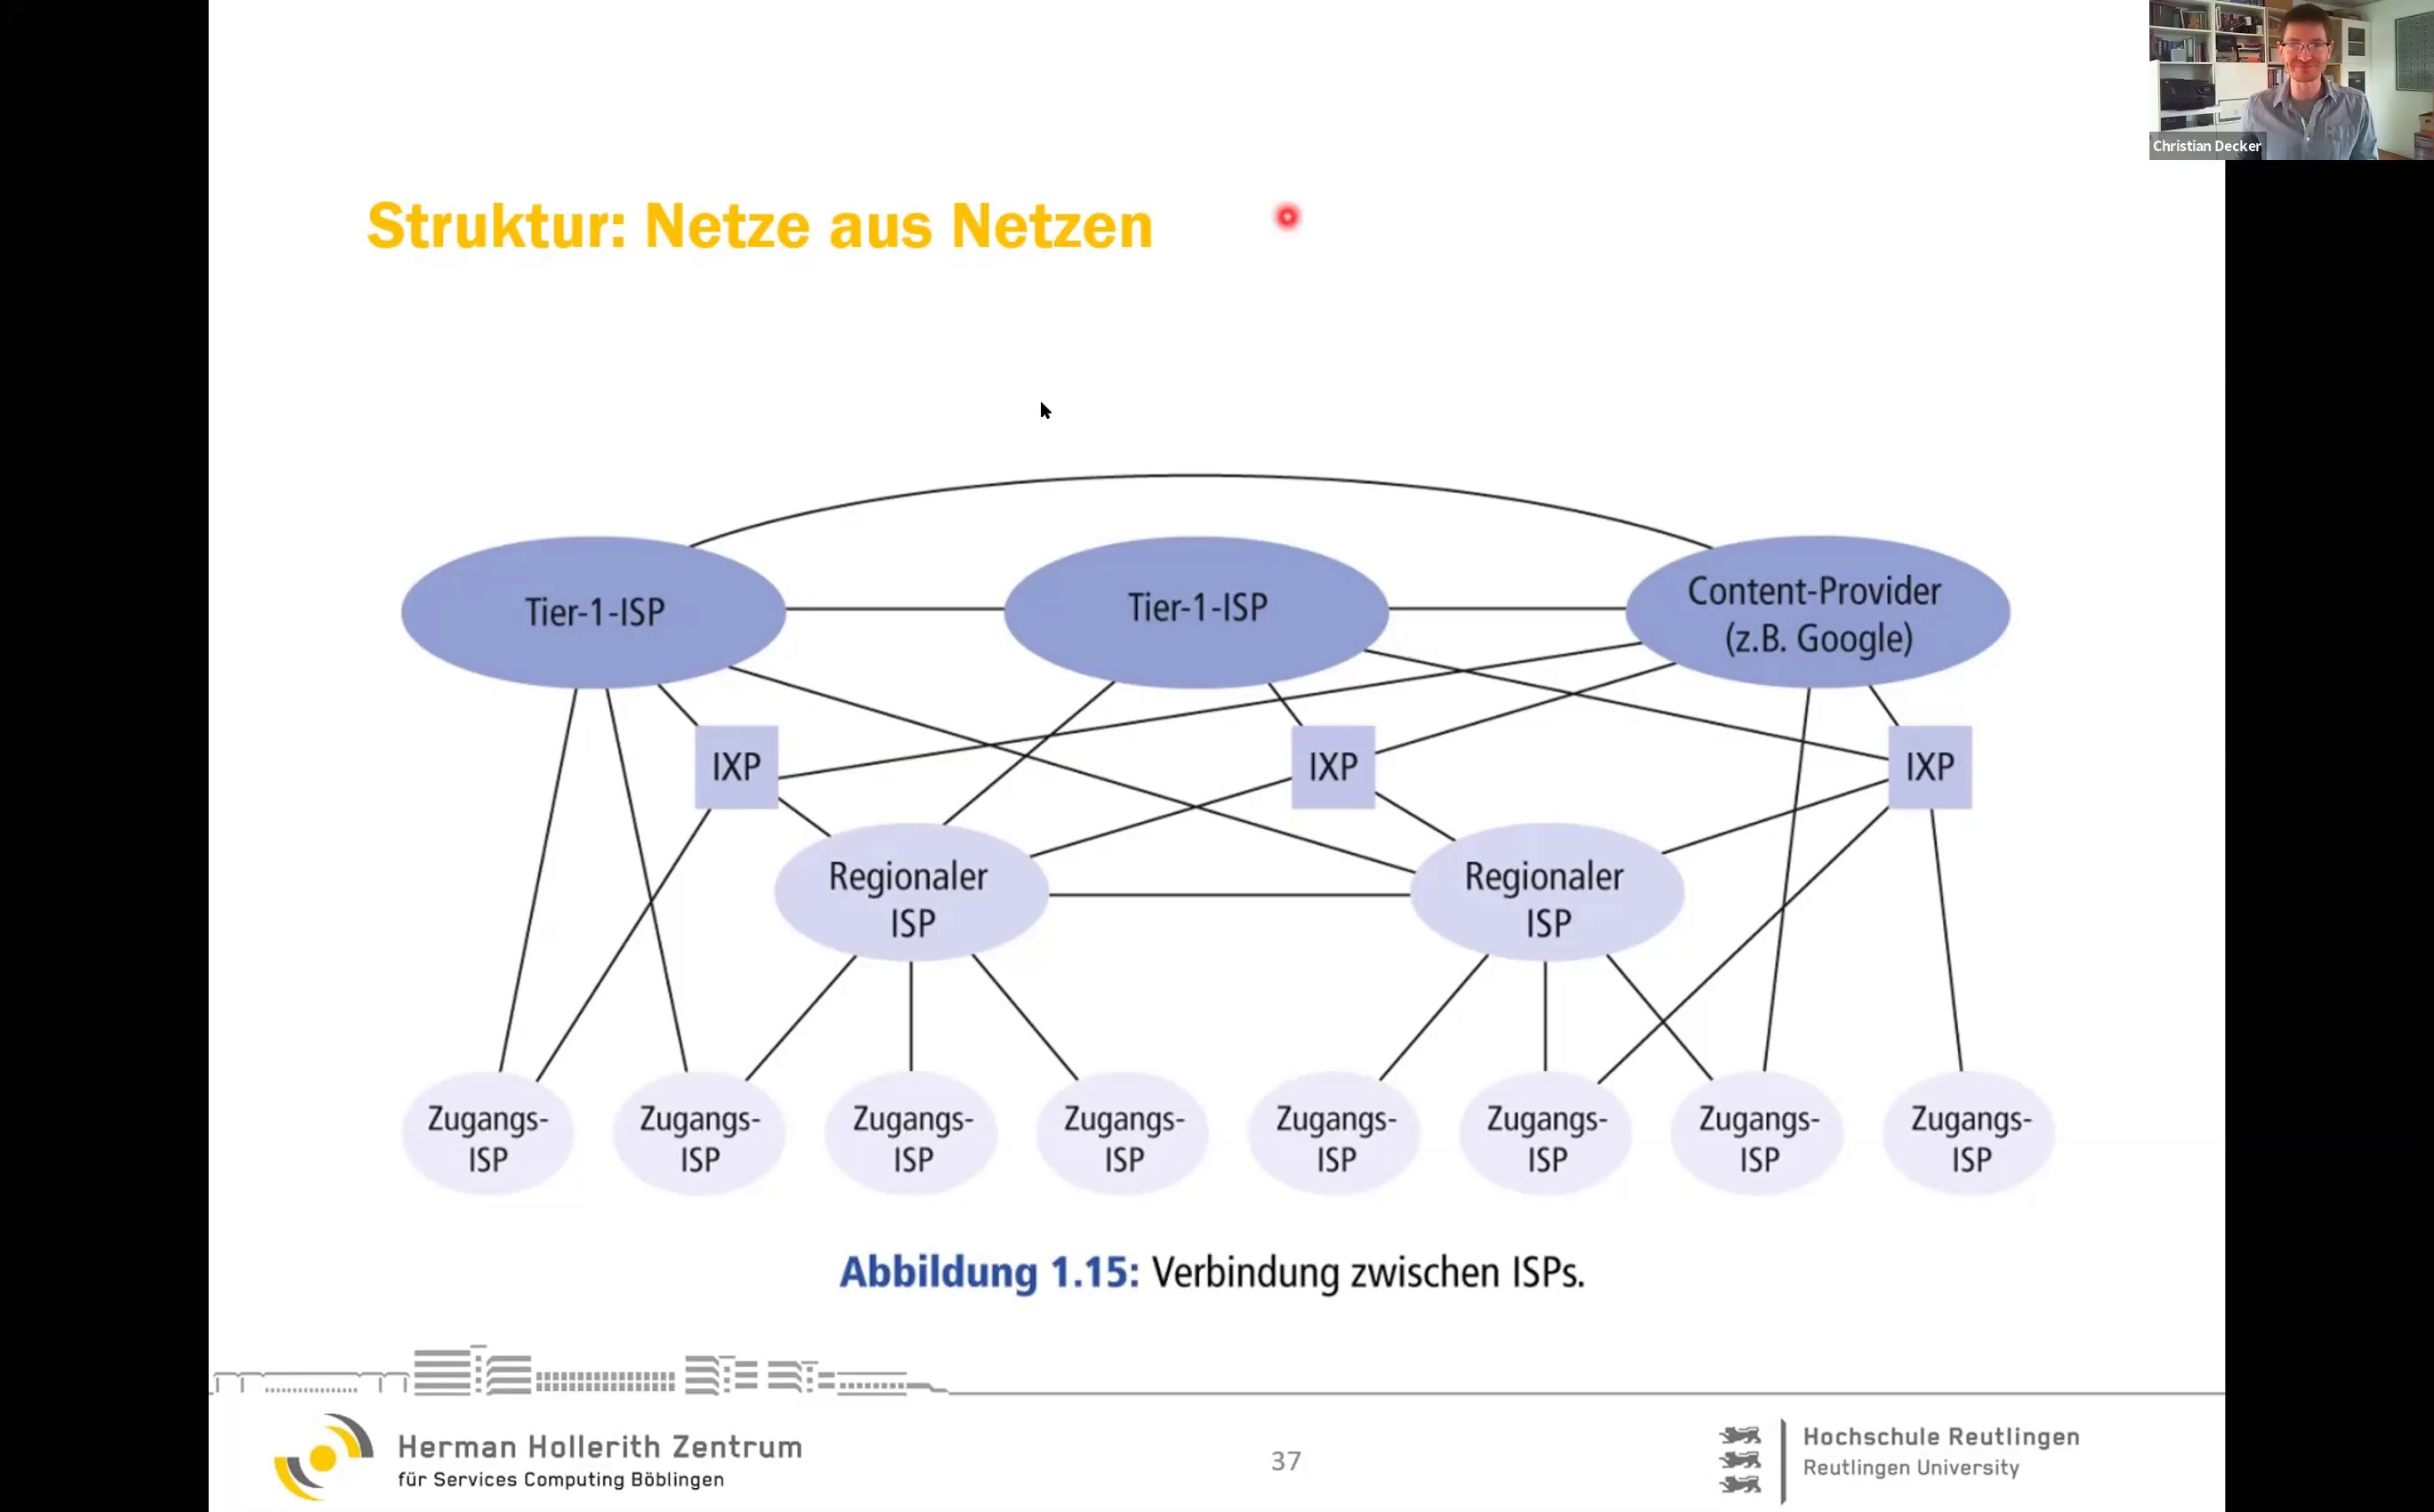 Christian Decker
Struktur: Netze aus Netzen
Tier-1-ISP
Tier-1-ISP
Content-Provider
(z.B. Google)
IXP
IXP
IXP
Regionaler
ISP
Regionaler
ISP
Zugangs-
ISP
Zugangs-
ISP
Zugangs-
ISP
Zugangs-
ISP
Zugangs-
ISP
Zugangs-
ISP
Zugangs-
ISP
Zugangs-
ISP
Abbildung 1.15: Verbindung zwischen ISPs.
Herman Hollerith Zentrum
für Services Computing Böblingen
37
Hochschule Reutlingen
Reutlingen University